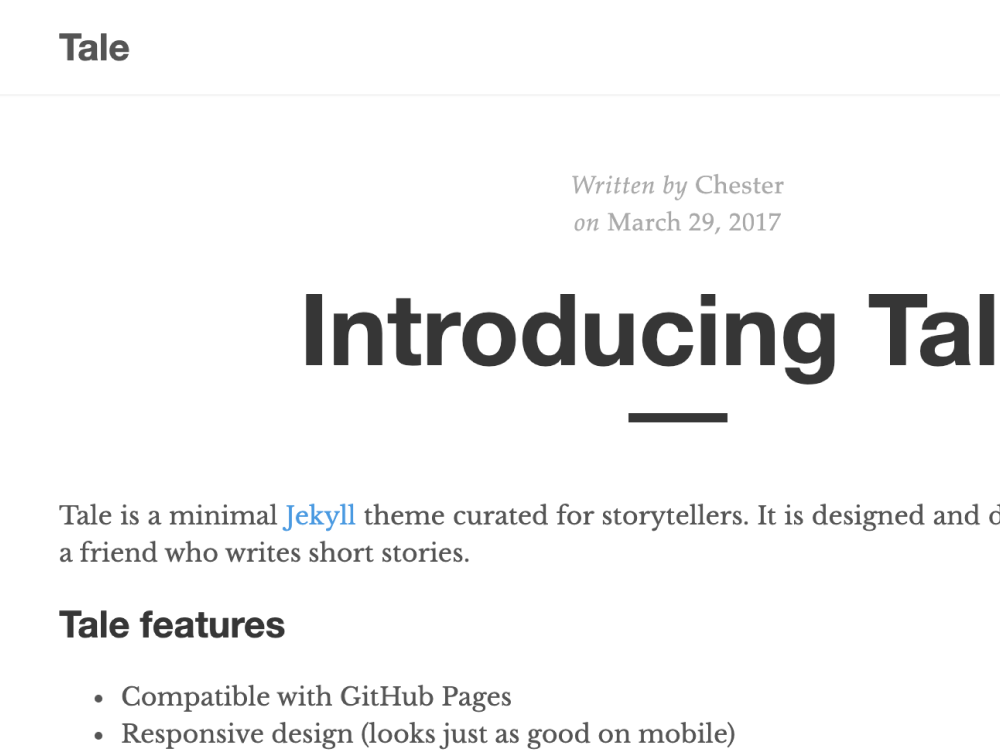 Tale
Written by Chester
on March 29, 2017
Introducing Tal
Tale is a minimal Jekyll theme curated for storytellers. It is designed and
a friend who writes short stories.
Tale features
• Compatible with GitHub Pages
• Responsive design (looks just as good on mobile)